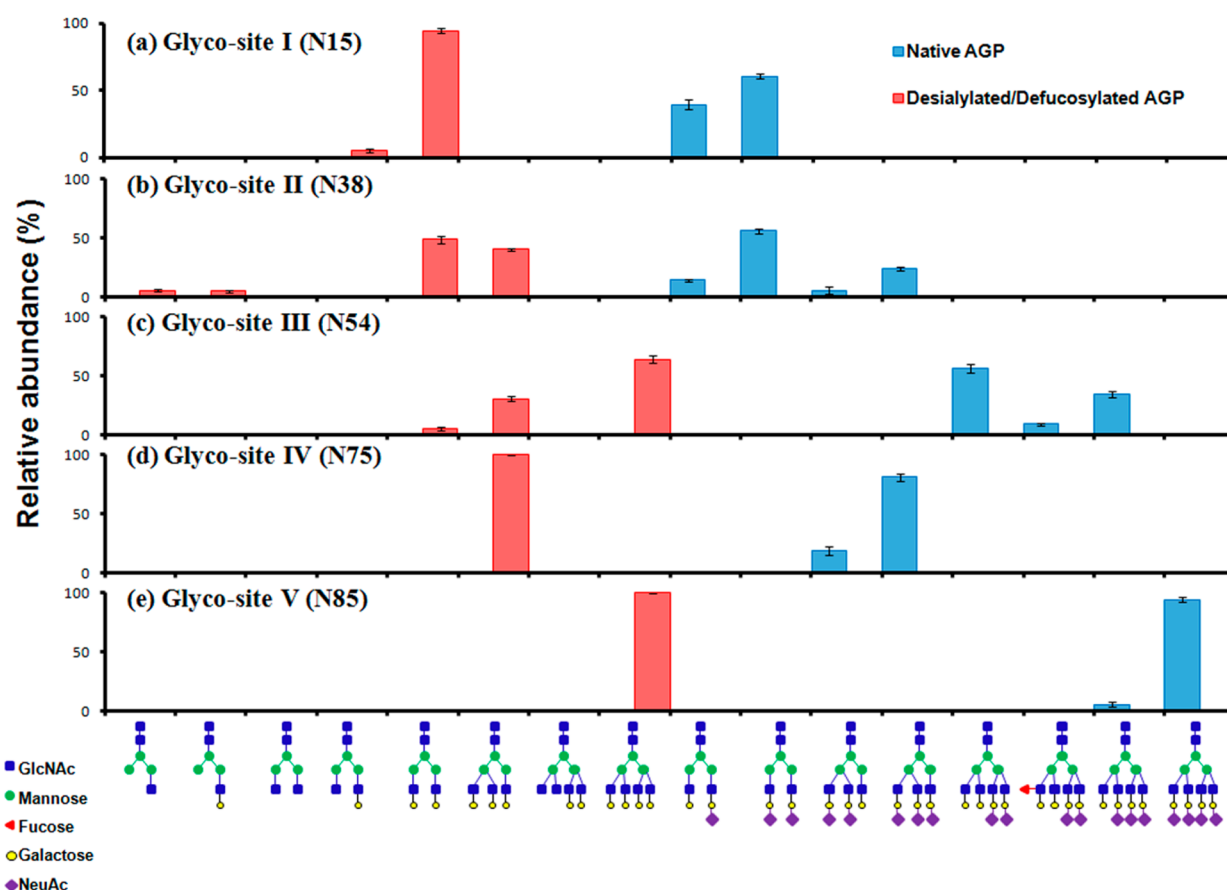 (a) Glyco-site I (N15)
Native AGP
Desialylated/Defucosylated AGP
100
50
0
(b) Glyco-site II (N38)
100
50
0
(c) Glyco-site III (N54)
100
50
0
(d) Glyco-site IV (N75)
100
50
0
(e) Glyco-site V (N85)
100
50
0
Relative abundance (%)
GlcNAc
Mannose
Fucose
Galactose
NeuAc